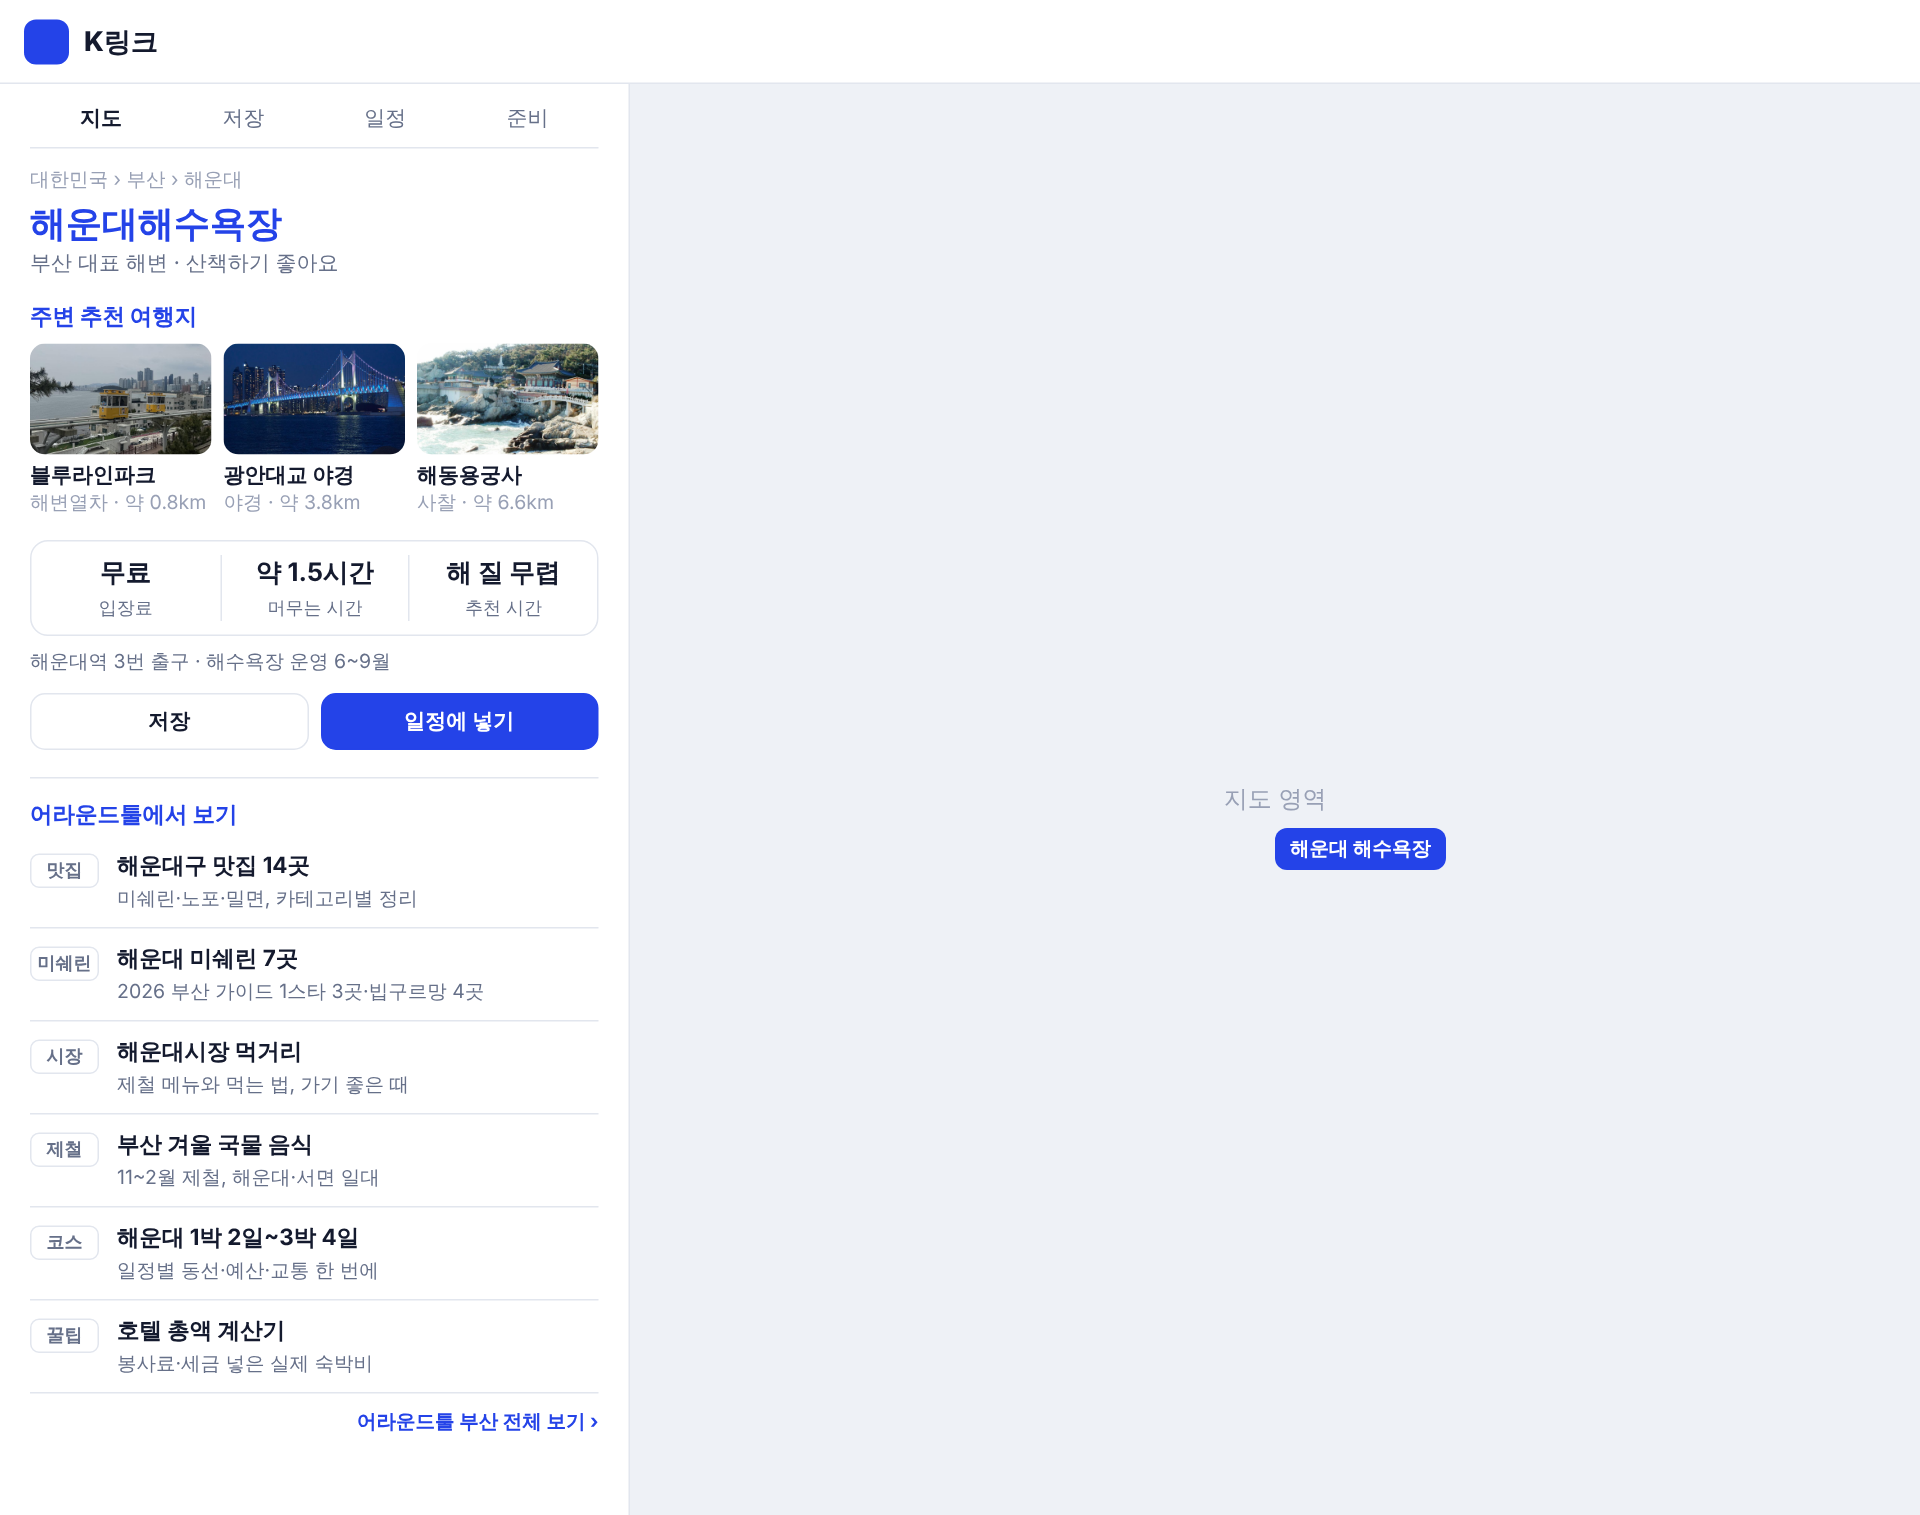 K링크
지도 저장 일정 준비
대한민국 › 부산 › 해운대
해운대해수욕장
부산 대표 해변 · 산책하기 좋아요
주변 추천 여행지
블루라인파크
해변열차 · 약 0.8km
광안대교 야경
야경 · 약 3.8km
해동용궁사
사찰 · 약 6.6km
무료
입장료
약 1.5시간
머무는 시간
해 질 무렵
추천 시간
해운대역 3번 출구 · 해수욕장 운영 6~9월
저장
일정에 넣기
어라운드툴에서 보기
맛집
해운대구 맛집 14곳
미쉐린·노포·밀면, 카테고리별 정리
미쉐린
해운대 미쉐린 7곳
2026 부산 가이드 1스타 3곳·빕구르망 4곳
시장
해운대시장 먹거리
제철 메뉴와 먹는 법, 가기 좋은 때
제철
부산 겨울 국물 음식
11~2월 제철, 해운대·서면 일대
코스
해운대 1박 2일~3박 4일
일정별 동선·예산·교통 한 번에
꿀팁
호텔 총액 계산기
봉사료·세금 넣은 실제 숙박비
어라운드툴 부산 전체 보기 ›
지도 영역
해운대 해수욕장